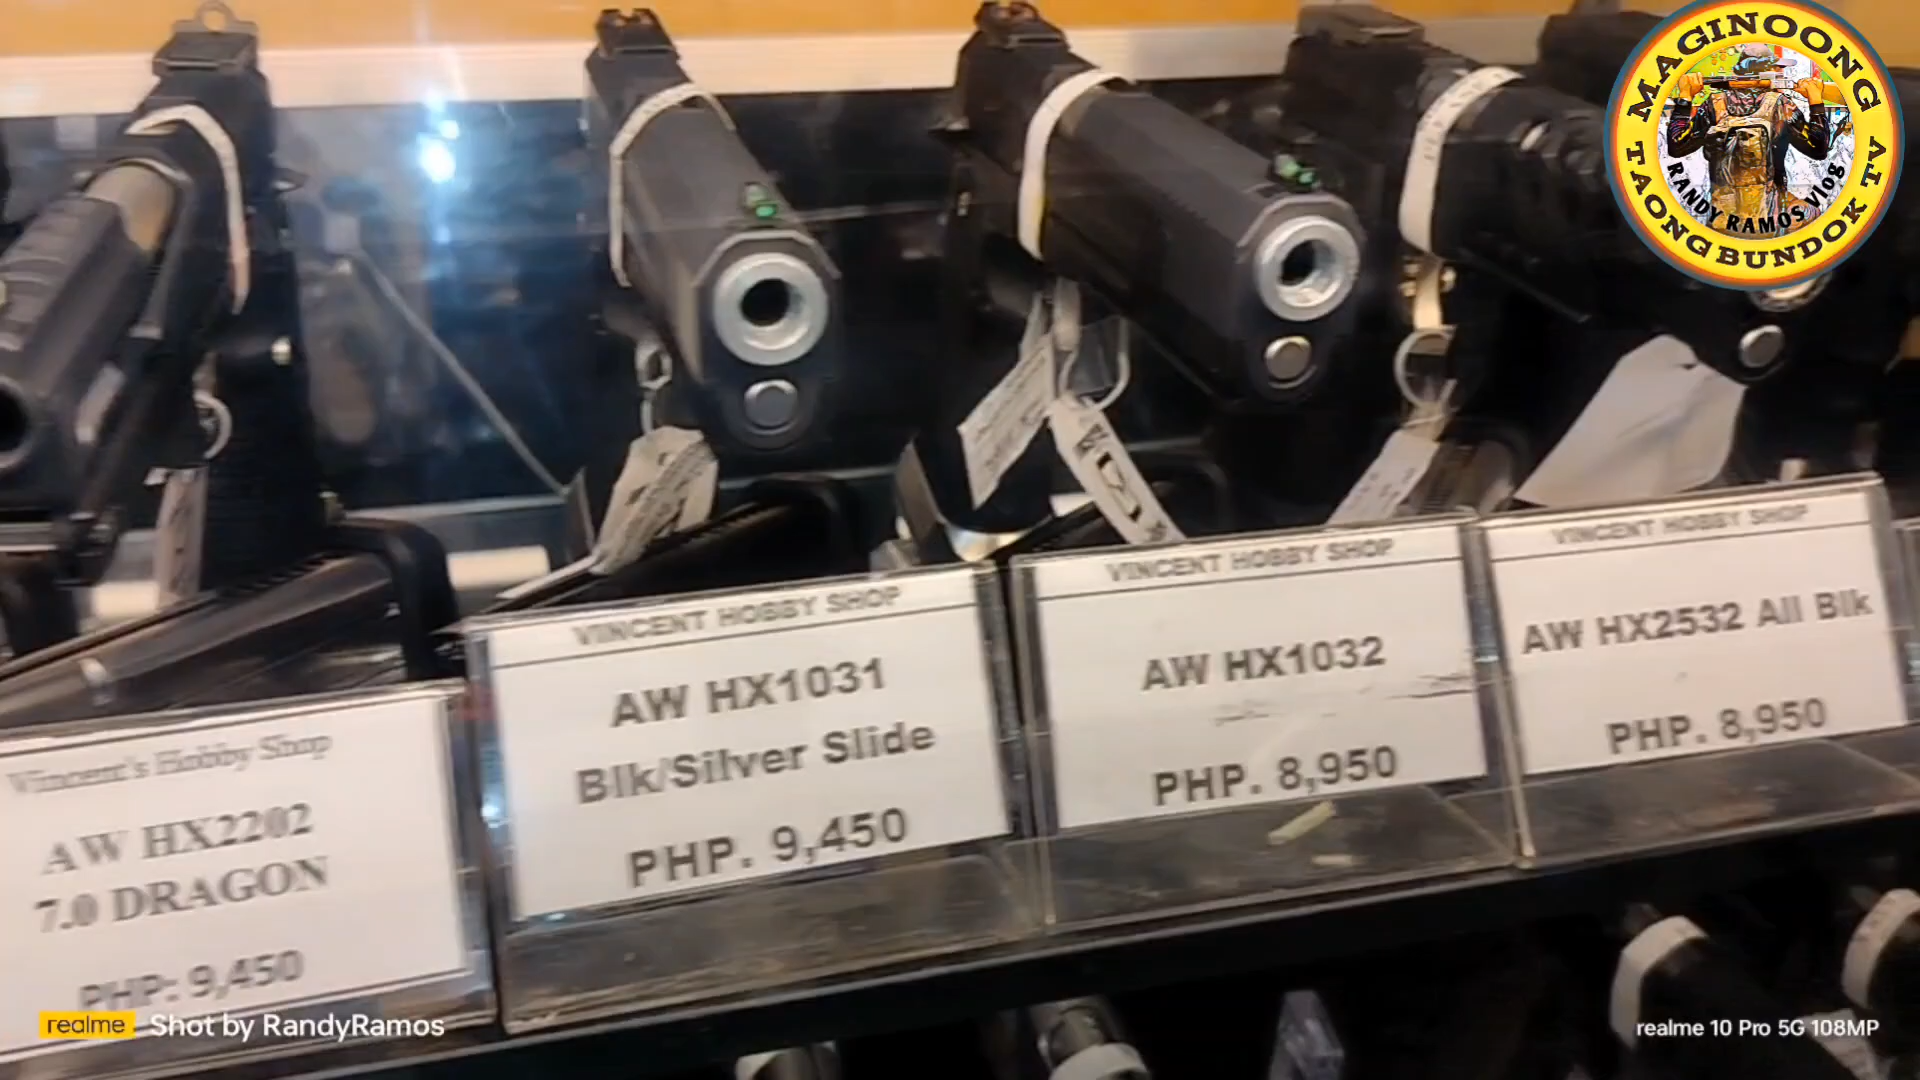 MAGINOONG
TAONG BUNDOK TV
RANDY RAMOS Vlog
VINCENT HOBBY SHOP
AW HX2532 All Blk
PHP. 8,950
VINCENT HOBBY SHOP
AW HX1032
PHP. 8,950
VINCENT HOBBY SHOP
AW HX1031
Blk/Silver Slide
PHP. 9,450
Vincent's Hobby Shop
AW HX2202
7.0 DRAGON
PHP: 9,450
realme Shot by RandyRamos
realme 10 Pro 5G 108MP